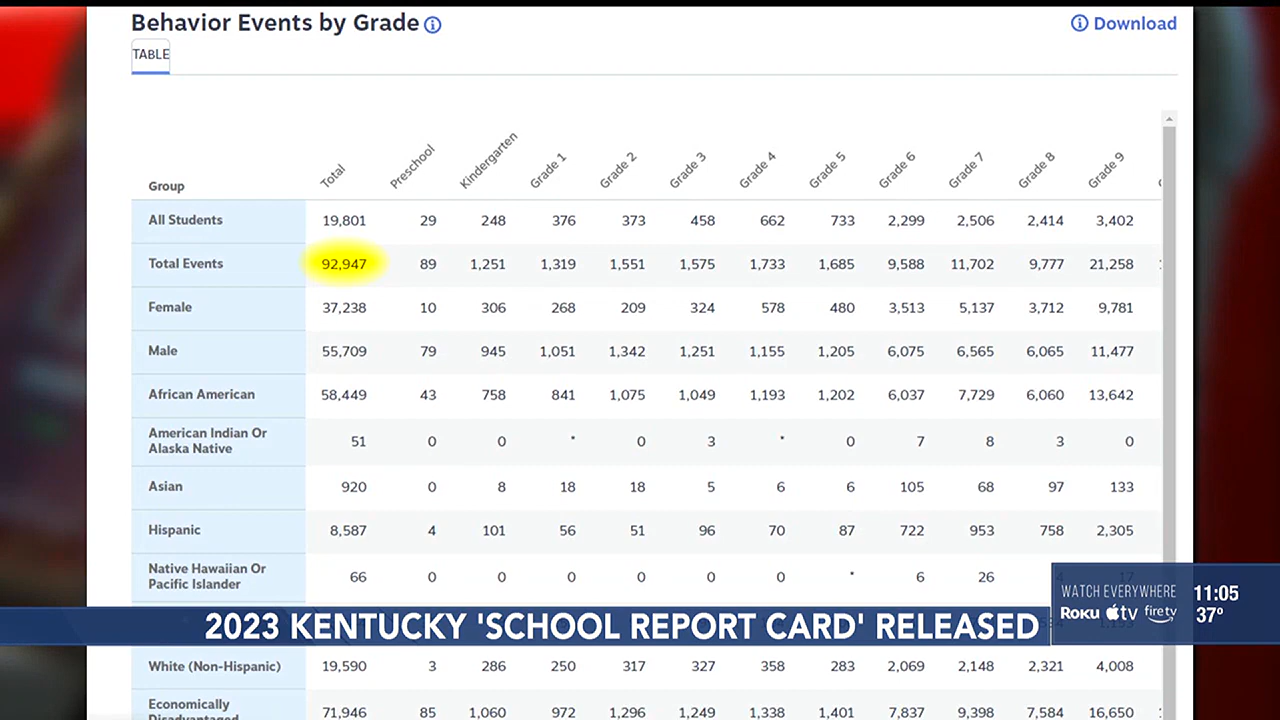 Behavior Events by Grade
Download
TABLE
Group Total Preschool Kindergarten Grade 1 Grade 2 Grade 3 Grade 4 Grade 5 Grade 6 Grade 7 Grade 8 Grade 9
All Students 19,801 29 248 376 373 458 662 733 2,299 2,506 2,414 3,402
Total Events 92,947 89 1,251 1,319 1,551 1,575 1,733 1,685 9,588 11,702 9,777 21,258
Female 37,238 10 306 268 209 324 578 480 3,513 5,137 3,712 9,781
Male 55,709 79 945 1,051 1,342 1,251 1,155 1,205 6,075 6,565 6,065 11,477
African American 58,449 43 758 841 1,075 1,049 1,193 1,202 6,037 7,729 6,060 13,642
American Indian Or
Alaska Native 51 0 0 * 0 3 * 0 7 8 3 0
Asian 920 0 8 18 18 5 6 6 105 68 97 133
Hispanic 8,587 4 101 56 51 96 70 87 722 953 758 2,305
Native Hawaiian Or
Pacific Islander 66 0 0 0 0 0 0 * 6 26
WATCH EVERYWHERE
Roku tv fire tv
11:05
37°
2023 KENTUCKY 'SCHOOL REPORT CARD' RELEASED
White (Non-Hispanic) 19,590 3 286 250 317 327 358 283 2,069 2,148 2,321 4,008
Economically
Disadvantaged 71,946 85 1,060 972 1,296 1,249 1,338 1,401 7,837 9,398 7,584 16,650